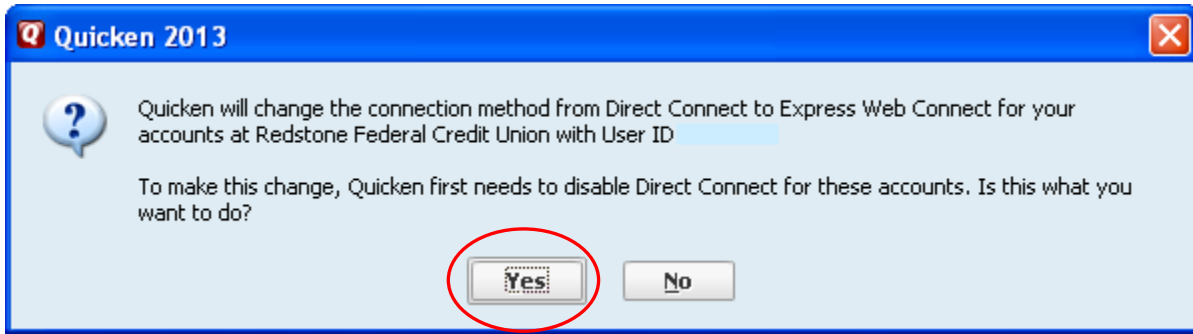 Quicken 2013
Quicken will change the connection method from Direct Connect to Express Web Connect for your
accounts at Redstone Federal Credit Union with User ID
To make this change, Quicken first needs to disable Direct Connect for these accounts. Is this what you
want to do?
Yes No